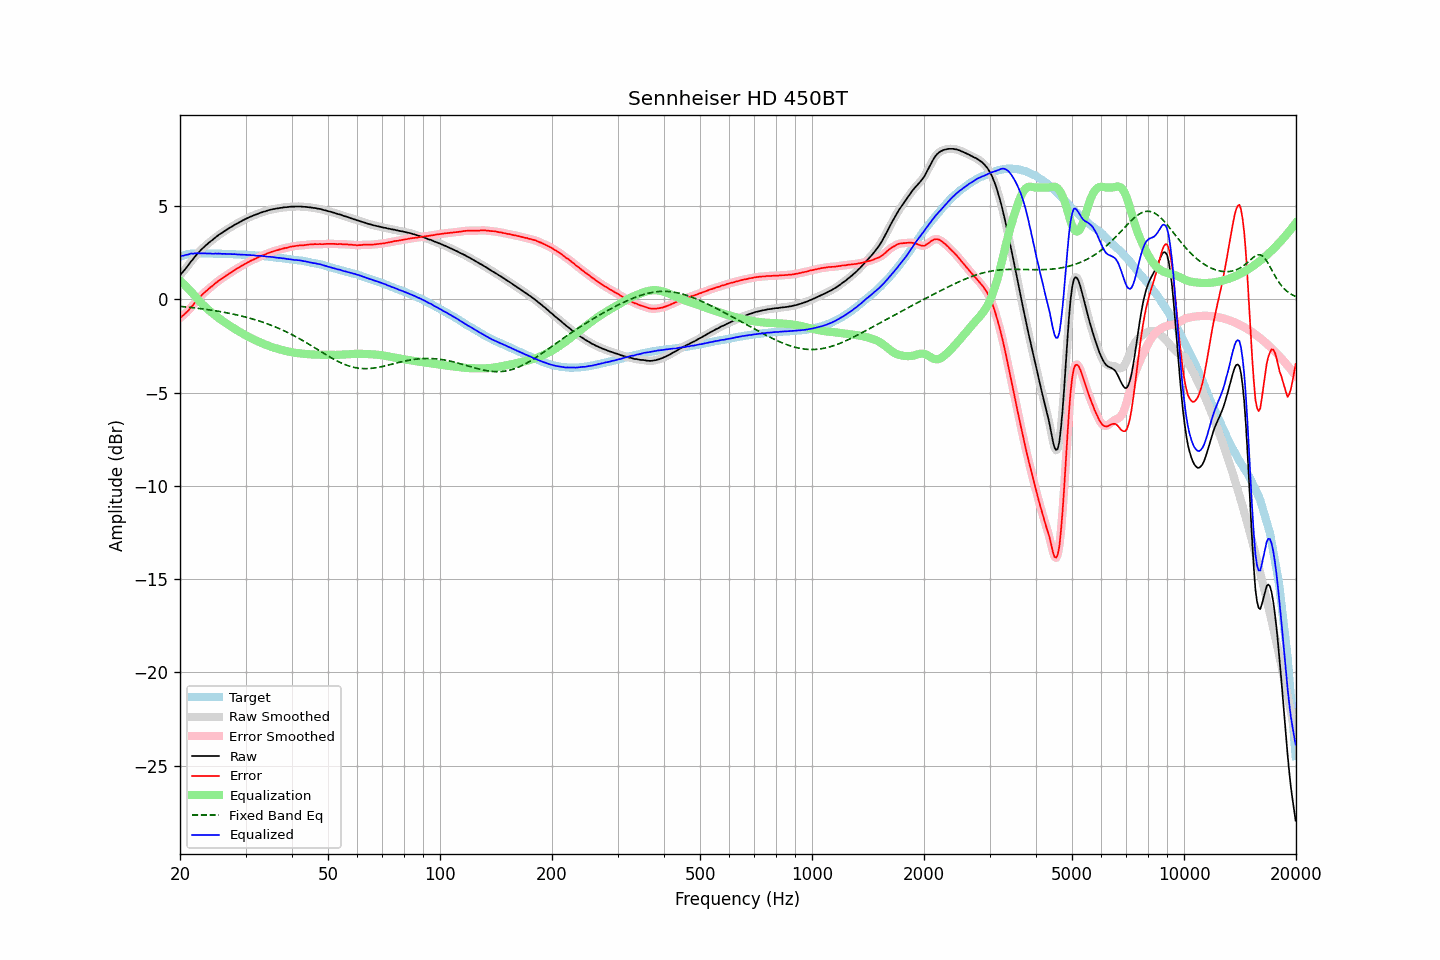 Sennheiser HD 450BT
Amplitude (dBr)
5
0
−5
−10
−15
−20
−25
Target
Raw Smoothed
Error Smoothed
Raw
Error
Equalization
Fixed Band Eq
Equalized
20 50 100 200 500 1000 2000 5000 10000 20000
Frequency (Hz)